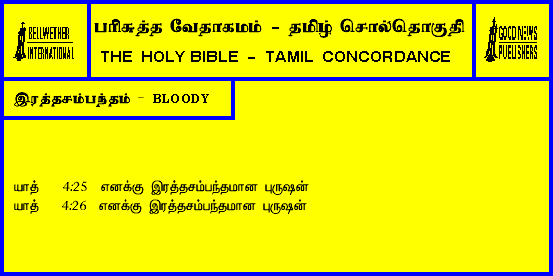 BELLWETHER
INTERNATIONAL
பரிசுத்த வேதாகமம் - தமிழ் சொல்தொகுதி
THE HOLY BIBLE - TAMIL CONCORDANCE
GOOD NEWS
PUBLISHERS
இரத்தசம்பந்தம் - BLOODY
யாத் 4:25 எனக்கு இரத்தசம்பந்தமான புருஷன்
யாத் 4:26 எனக்கு இரத்தசம்பந்தமான புருஷன்